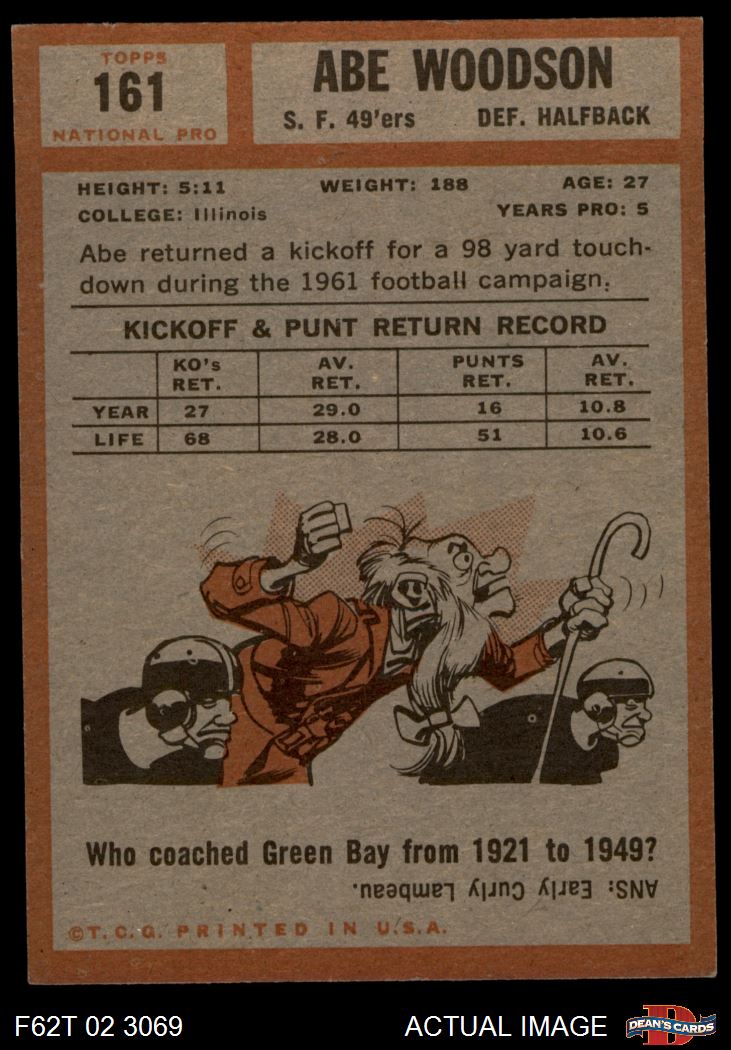 TOPPS
161
NATIONAL PRO
ABE WOODSON
S. F. 49'ers DEF. HALFBACK
HEIGHT: 5:11 WEIGHT: 188 AGE: 27
COLLEGE: Illinois YEARS PRO: 5
Abe returned a kickoff for a 98 yard touch-
down during the 1961 football campaign.
KICKOFF & PUNT RETURN RECORD
KO's RET. AV. RET. PUNTS RET. AV. RET.
YEAR 27 29.0 16 10.8
LIFE 68 28.0 51 10.6
Who coached Green Bay from 1921 to 1949?
ANS: Early Curly Lambeau.
©T.C.G. PRINTED IN U.S.A.
F62T 02 3069 ACTUAL IMAGE
DEAN'S CARDS